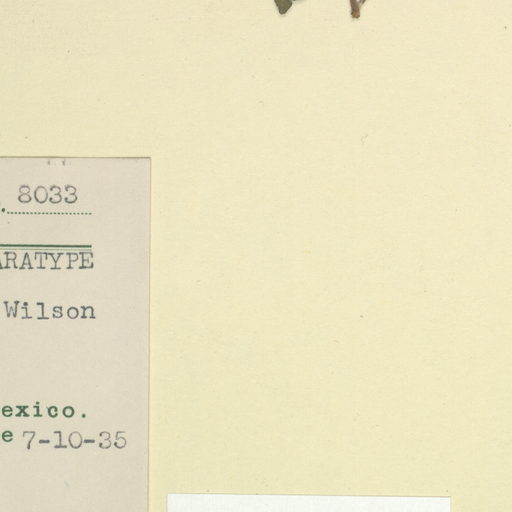 . 8033
ARATYPE
Wilson
exico.
e 7-10-35